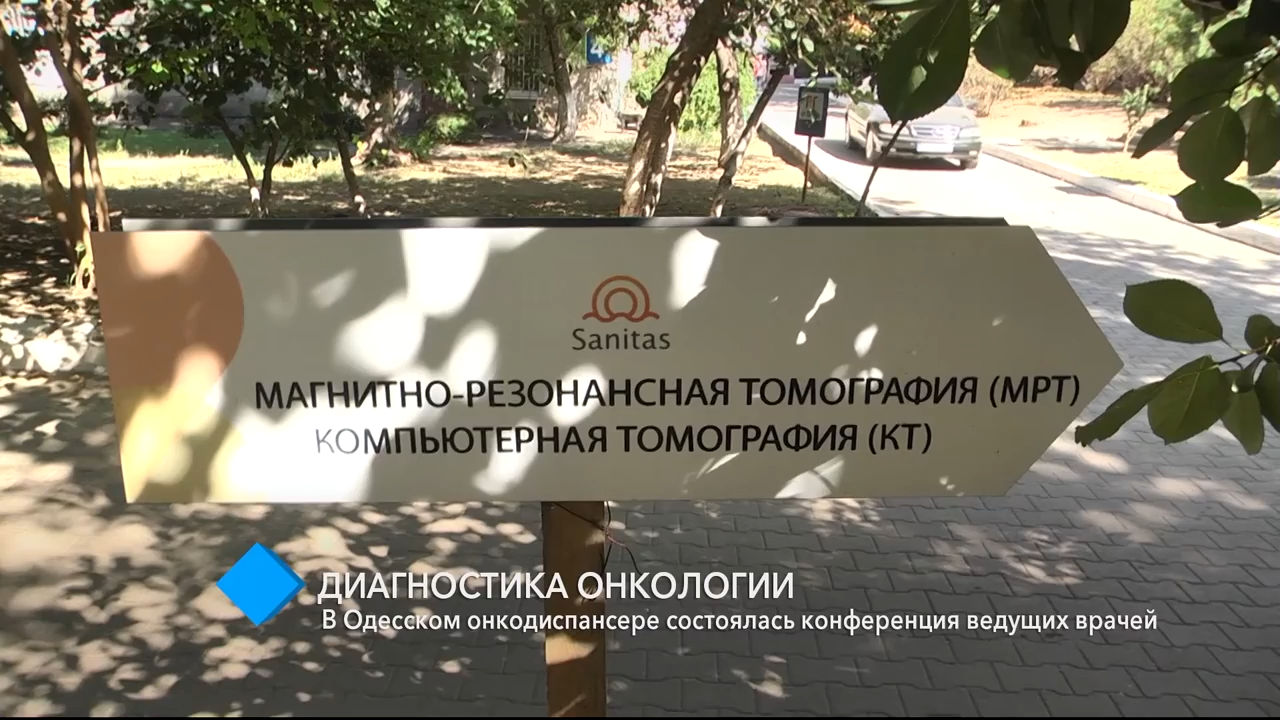 Sanitas
МАГНИТНО-РЕЗОНАНСНАЯ ТОМОГРАФИЯ (МРТ)
КОМПЬЮТЕРНАЯ ТОМОГРАФИЯ (КТ)
ДИАГНОСТИКА ОНКОЛОГИИ
В Одесском онкодиспансере состоялась конференция ведущих врачей